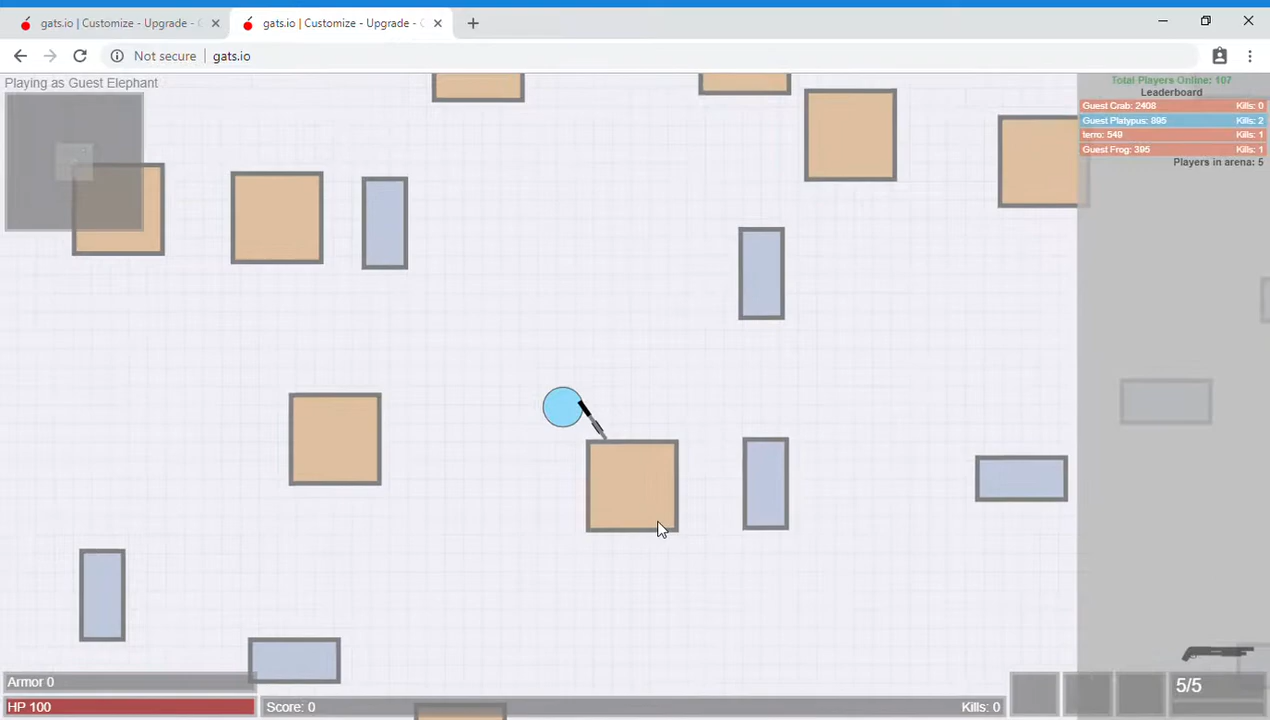 gats.io | Customize - Upgrade -
gats.io | Customize - Upgrade -
Not secure
gats.io
Playing as Guest Elephant
Total Players Online: 107
Leaderboard
Guest Crab: 2408 Kills: 0
Guest Platypus: 895 Kills: 2
terro: 549 Kills: 1
Guest Frog: 395 Kills: 1
Players in arena: 5
Armor 0
5/5
HP 100
Score: 0
Kills: 0